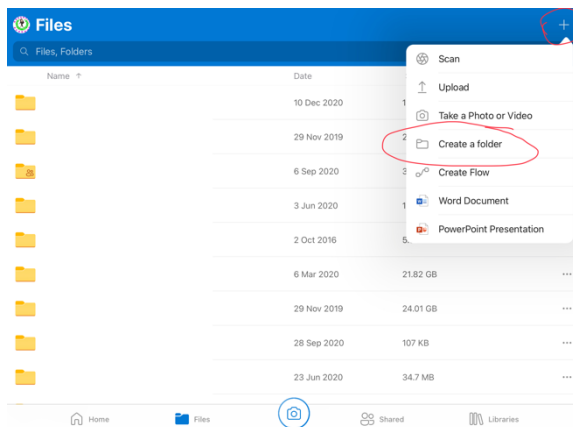 Files
Files, Folders
Name ↑ Date
10 Dec 2020
29 Nov 2019
6 Sep 2020
3 Jun 2020
2 Oct 2016
6 Mar 2020 21.82 GB
29 Nov 2019 24.01 GB
28 Sep 2020 107 KB
23 Jun 2020 34.7 MB
Scan
Upload
Take a Photo or Video
Create a folder
Create Flow
Word Document
PowerPoint Presentation
Home Files Shared Libraries